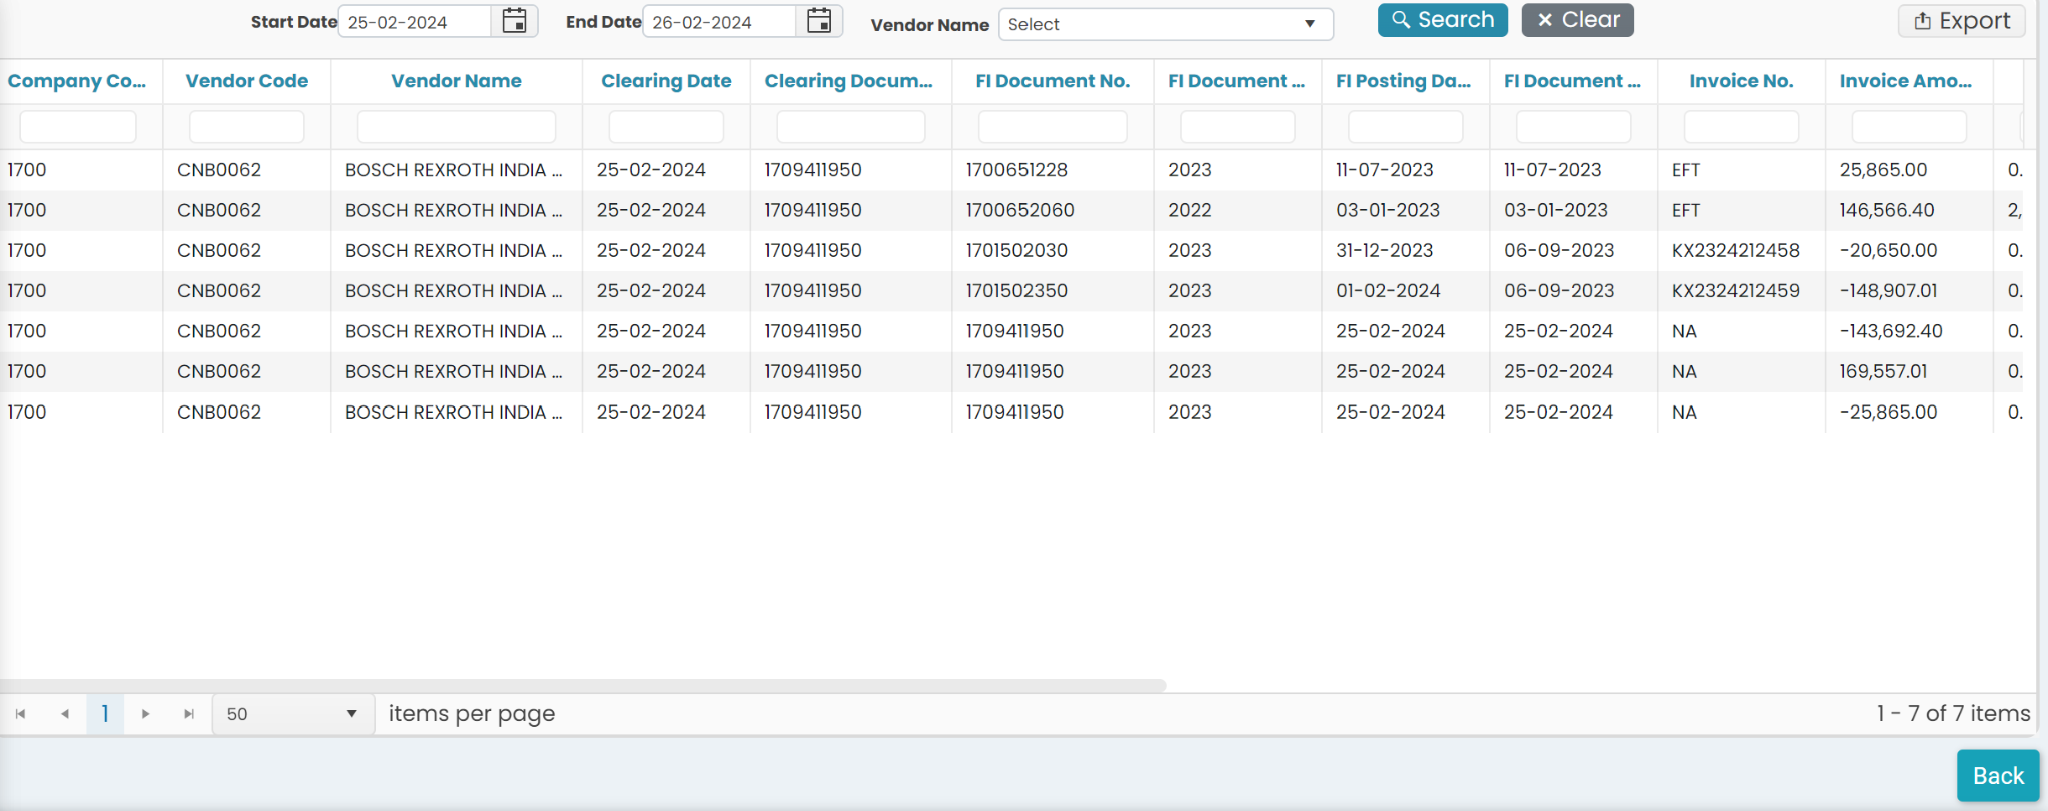 Start Date 25-02-2024 End Date 26-02-2024 Vendor Name Select Search Clear Export
Company Co... Vendor Code Vendor Name Clearing Date Clearing Docum... FI Document No. FI Document ... FI Posting Da... FI Document ... Invoice No. Invoice Amo...
1700 CNB0062 BOSCH REXROTH INDIA ... 25-02-2024 1709411950 1700651228 2023 11-07-2023 11-07-2023 EFT 25,865.00 0.
1700 CNB0062 BOSCH REXROTH INDIA ... 25-02-2024 1709411950 1700652060 2022 03-01-2023 03-01-2023 EFT 146,566.40 2,
1700 CNB0062 BOSCH REXROTH INDIA ... 25-02-2024 1709411950 1701502030 2023 31-12-2023 06-09-2023 KX2324212458 -20,650.00 0.
1700 CNB0062 BOSCH REXROTH INDIA ... 25-02-2024 1709411950 1701502350 2023 01-02-2024 06-09-2023 KX2324212459 -148,907.01 0.
1700 CNB0062 BOSCH REXROTH INDIA ... 25-02-2024 1709411950 1709411950 2023 25-02-2024 25-02-2024 NA -143,692.40 0.
1700 CNB0062 BOSCH REXROTH INDIA ... 25-02-2024 1709411950 1709411950 2023 25-02-2024 25-02-2024 NA 169,557.01 0.
1700 CNB0062 BOSCH REXROTH INDIA ... 25-02-2024 1709411950 1709411950 2023 25-02-2024 25-02-2024 NA -25,865.00 0.
1 50 items per page 1 - 7 of 7 items
Back